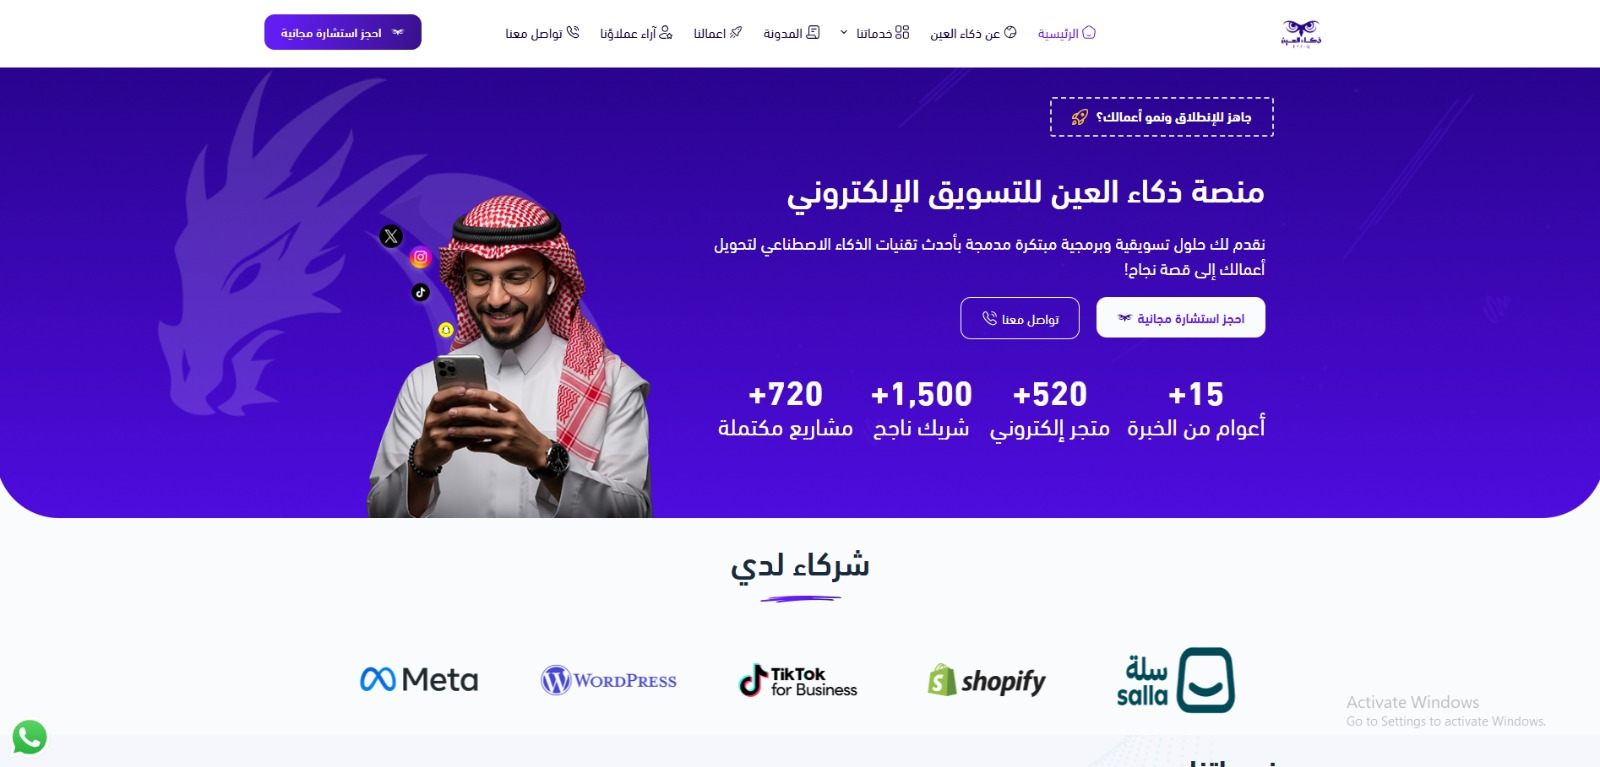 ذكاء العين
الرئيسية
عن ذكاء العين
خدماتنا
المدونة
اعمالنا
آراء عملاؤنا
تواصل معنا
احجز استشارة مجانية
جاهز للإنطلاق ونمو أعمالك؟
منصة ذكاء العين للتسويق الإلكتروني
نقدم لك حلول تسويقية وبرمجية مبتكرة مدمجة بأحدث تقنيات الذكاء الاصطناعي لتحويل
أعمالك إلى قصة نجاح!
احجز استشارة مجانية
تواصل معنا
+15
أعوام من الخبرة
+520
متجر إلكتروني
+1,500
شريك ناجح
+720
مشاريع مكتملة
شركاء لدي
سلة
salla
shopify
TikTok
for Business
WORDPRESS
Meta
Activate Windows
Go to Settings to activate Windows.